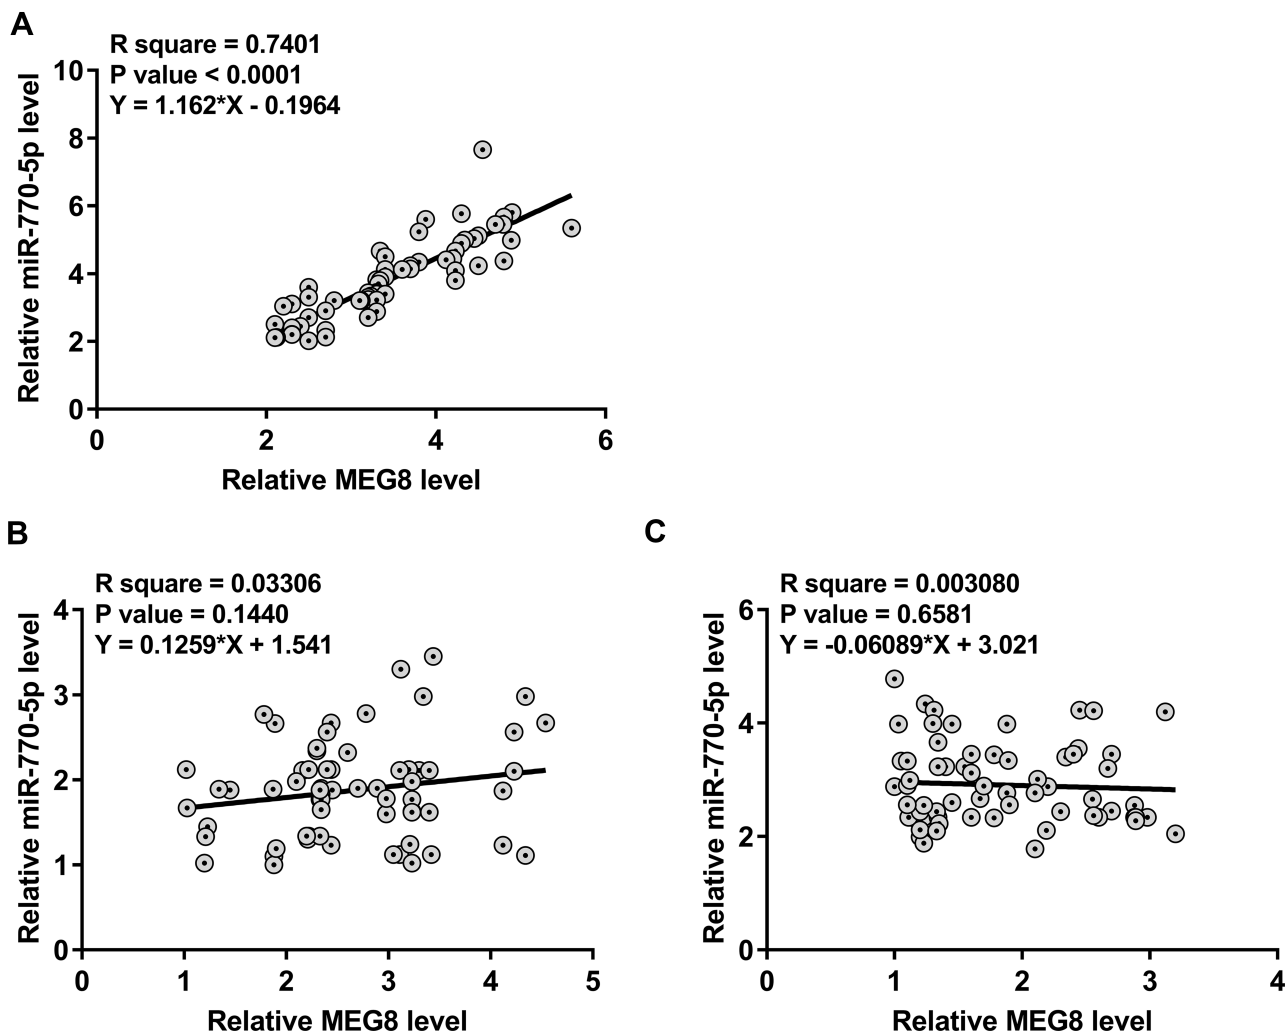 A
R square = 0.7401
P value < 0.0001
Y = 1.162*X - 0.1964
Relative miR-770-5p level
10
8
6
4
2
0
0 2 4 6
Relative MEG8 level
B
R square = 0.03306
P value = 0.1440
Y = 0.1259*X + 1.541
Relative miR-770-5p level
4
3
2
1
0
0 1 2 3 4 5
Relative MEG8 level
C
R square = 0.003080
P value = 0.6581
Y = -0.06089*X + 3.021
Relative miR-770-5p level
6
4
2
0
0 1 2 3 4
Relative MEG8 level